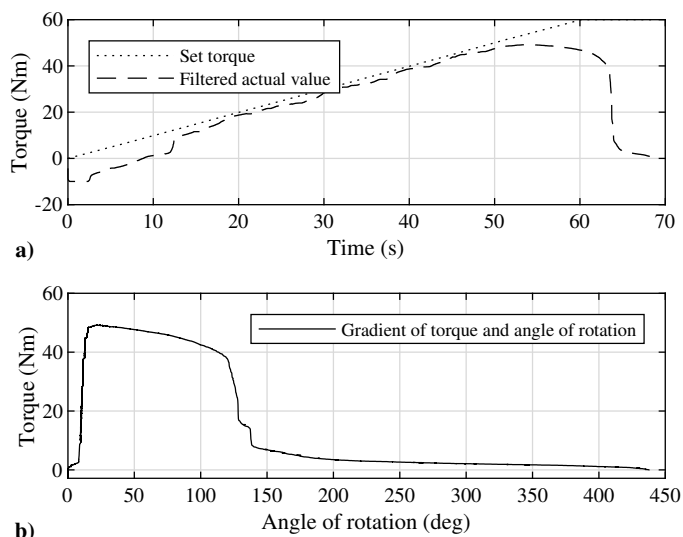 60
40
20
0
-20
Torque (Nm)
Set torque
Filtered actual value
0 10 20 30 40 50 60 70
Time (s)
a)
60
40
20
0
Torque (Nm)
Gradient of torque and angle of rotation
0 50 100 150 200 250 300 350 400 450
Angle of rotation (deg)
b)